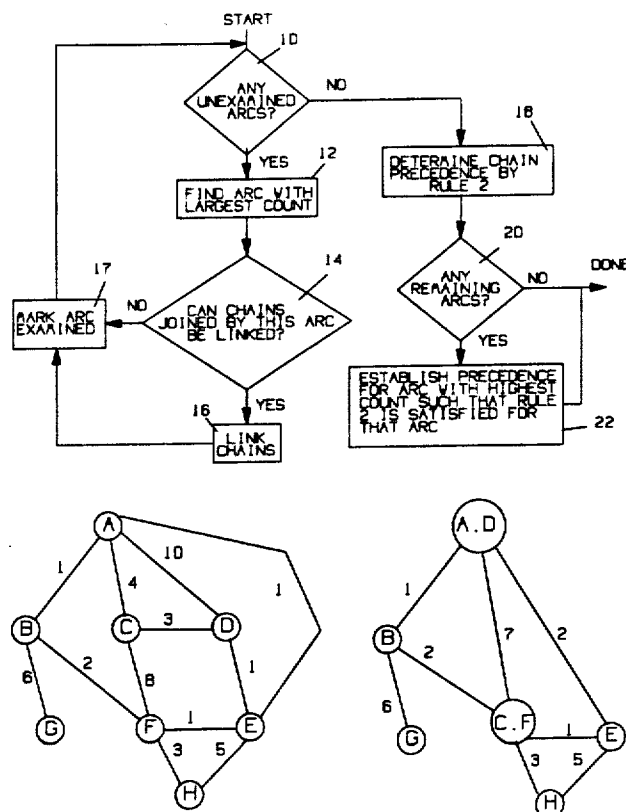 START
10
ANY
UNEXAMINED
ARCS?
NO
YES
12
FIND ARC WITH
LARGEST COUNT
14
CAN CHAINS
JOINED BY THIS ARC
BE LINKED?
NO
17
MARK ARC
EXAMINED
YES
16
LINK
CHAINS
18
DETERMINE CHAIN
PRECEDENCE BY
RULE 2
20
ANY
REMAINING
ARCS?
NO
DONE
YES
ESTABLISH PRECEDENCE
FOR ARC WITH HIGHEST
COUNT SUCH THAT RULE
2 IS SATISFIED FOR
THAT ARC
22
A
1
10
4
1
B
C
3
D
6
2
8
1
G
F
1
E
3
5
H
A.D
1
7
2
B
2
6
C.F
1
E
G
3
5
H